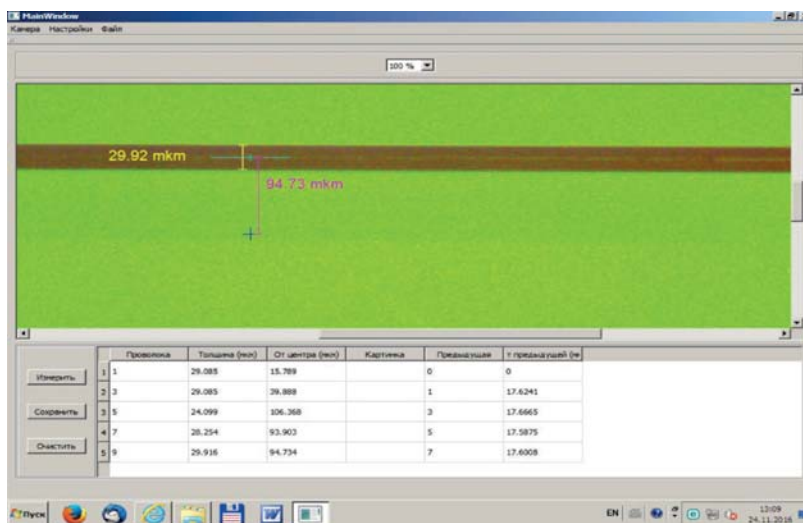 MainWindow
Камера Настройки Файл
100 %
29.92 mkm
94.73 mkm
Проволока Толщина (мкм) От центра (мкм) Картинка Предыдущая т предыдущей (м
Измерить
Сохранить
Очистить
1 1 29.085 15.789 0 0
2 3 29.085 39.888 1 17.6241
3 5 24.099 106.368 3 17.6665
4 7 28.254 93.903 5 17.5875
5 9 29.916 94.734 7 17.6008
Пуск
W
EN
13:09
24.11.2016